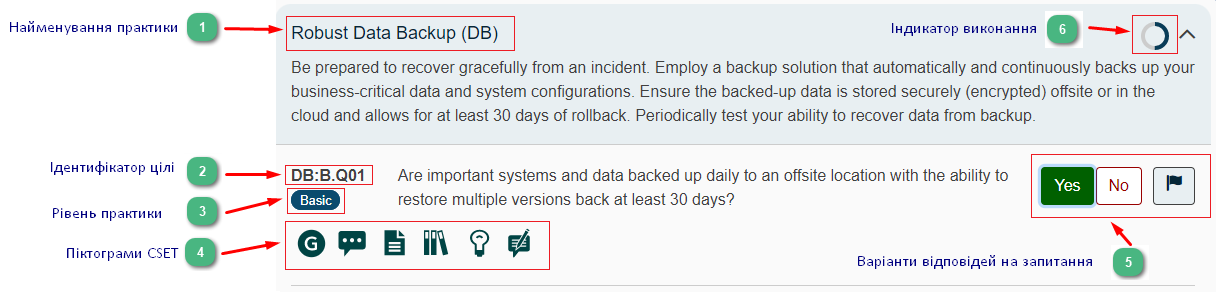 Найменування практики 1
Robust Data Backup (DB)
Індикатор виконання 6
Be prepared to recover gracefully from an incident. Employ a backup solution that automatically and continuously backs up your
business-critical data and system configurations. Ensure the backed-up data is stored securely (encrypted) offsite or in the
cloud and allows for at least 30 days of rollback. Periodically test your ability to recover data from backup.
Ідентифікатор цілі 2
DB:B.Q01
Are important systems and data backed up daily to an offsite location with the ability to
restore multiple versions back at least 30 days?
Yes
No
Рівень практики 3
Basic
Піктограми CSET 4
G
Варіанти відповідей на запитання 5